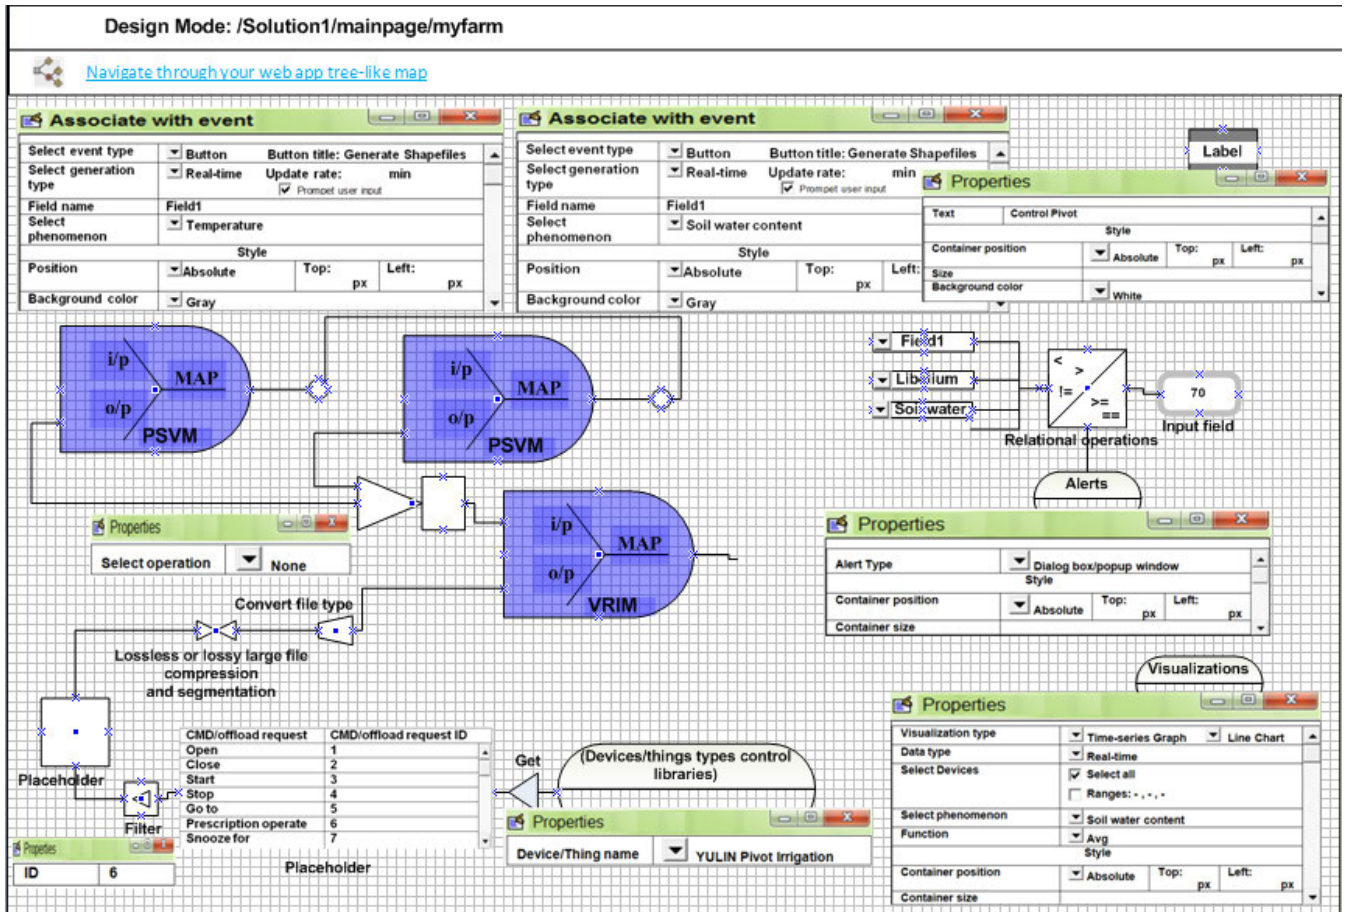 Design Mode: /Solution1/mainpage/myfarm
Navigate through your web app tree-like map
Associate with event
Select event type Button Button title: Generate Shapefiles
Select generation type Real-time Update rate: min
Prompet user input
Field name Field1
Select phenomenon Temperature
Style
Position Absolute Top: px Left: px
Background color Gray
Associate with event
Select event type Button Button title: Generate Shapefiles
Select generation type Real-time Update rate: min
Prompet user input
Field name Field1
Select phenomenon Soil water content
Style
Position Absolute Top: px Left:
Background color Gray
Label
Properties
Text Control Pivot
Style
Container position Absolute Top: px Left: px
Size
Background color White
i/p
MAP
o/p
PSVM
i/p
MAP
o/p
PSVM
Field1
Libelium
Soilwater
<
>
!=
>=
==
Relational operations
70
Input field
Alerts
Properties
Select operation None
i/p
MAP
o/p
VRIM
Properties
Alert Type Dialog box/popup window
Style
Container position Absolute Top: px Left: px
Container size
Convert file type
Lossless or lossy large file
compression
and segmentation
Visualizations
Properties
Visualization type Time-series Graph Line Chart
Data type Real-time
Select Devices Select all
Ranges: - , - , -
Select phenomenon Soil water content
Function Avg
Style
Container position Absolute Top: px Left: px
Container size
Placeholder
CMD/offload request CMD/offload request ID
Open 1
Close 2
Start 3
Stop 4
Go to 5
Prescription operate 6
Snooze for 7
Placeholder
Get
(Devices/things types control
libraries)
Properties
Device/Thing name YULIN Pivot Irrigation
<
Filter
Properties
ID 6